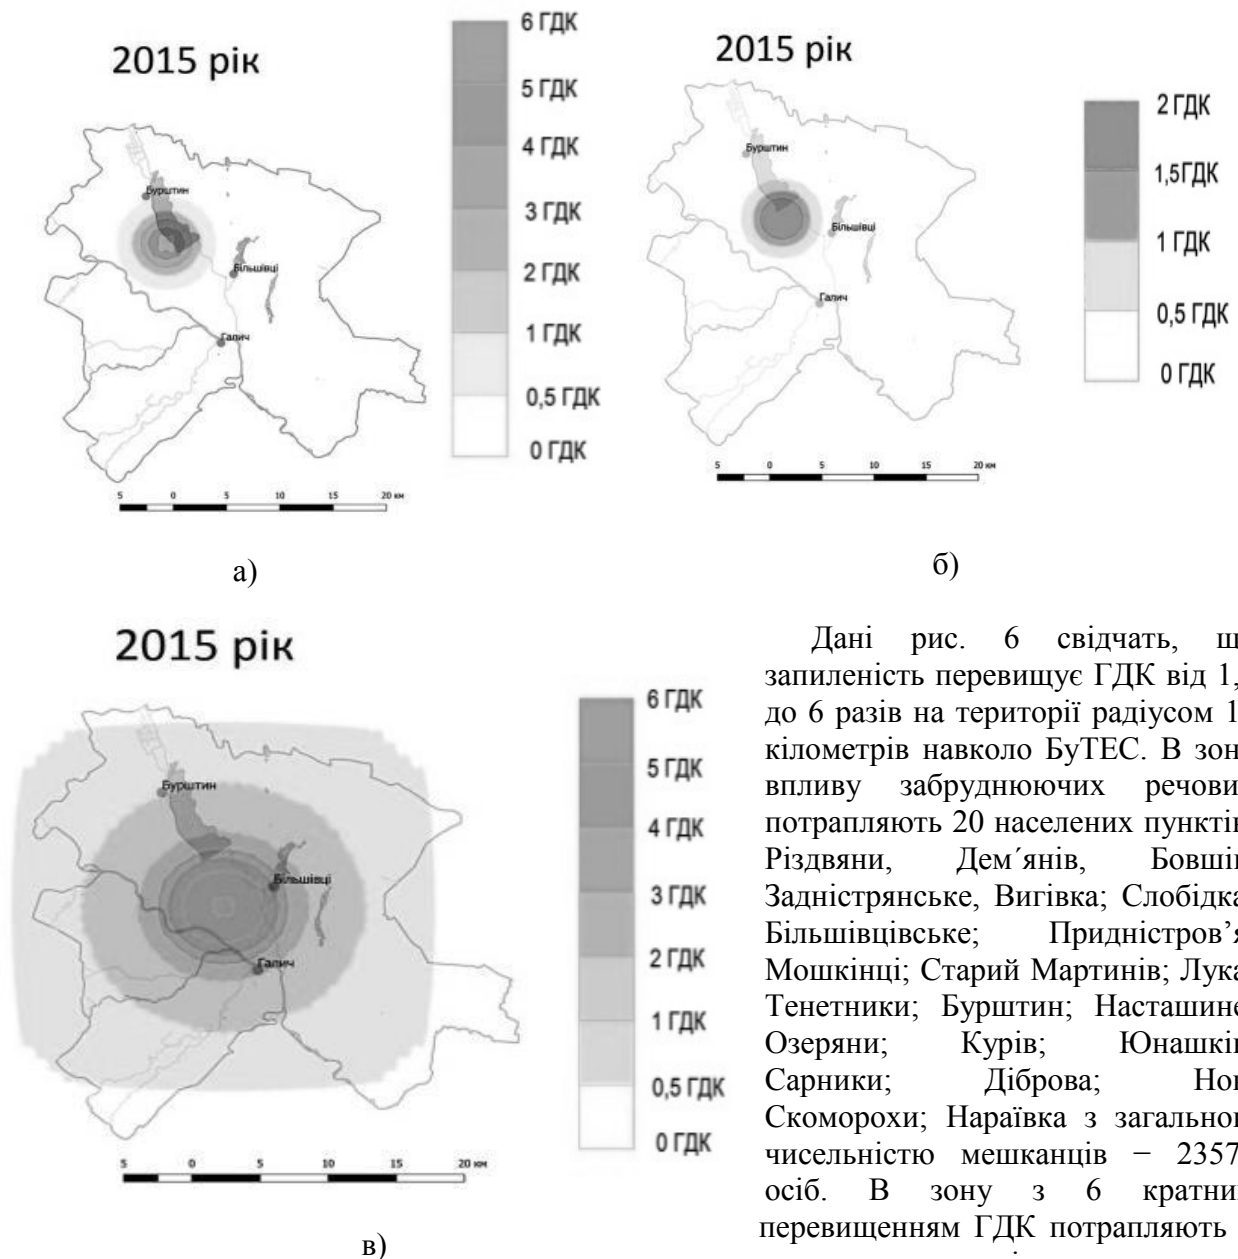 2015 рік
6 ГДК
5 ГДК
4 ГДК
3 ГДК
2 ГДК
1 ГДК
0,5 ГДК
0 ГДК
Бурштин
Більшівці
Галич
5 0 5 10 15 20 км
а)
2015 рік
2 ГДК
1,5ГДК
1 ГДК
0,5 ГДК
0 ГДК
Бурштин
Більшівці
Галич
5 0 5 10 15 20 км
б)
2015 рік
6 ГДК
5 ГДК
4 ГДК
3 ГДК
2 ГДК
1 ГДК
0,5 ГДК
0 ГДК
Бурштин
Більшівці
Галич
5 0 5 10 15 20 км
в)
Дані рис. 6 свідчать, щ
запиленість перевищує ГДК від 1,
до 6 разів на території радіусом 1
кілометрів навколо БуТЕС. В зон
впливу забруднюючих речови
потрапляють 20 населених пунктів
Різдвяни, Дем´янів, Бовшів
Задністрянське, Вигівка; Слобідка
Більшівцівське; Придністров’я
Мошкінці; Старий Мартинів; Лука
Тенетники; Бурштин; Насташине
Озеряни; Курів; Юнашків
Сарники; Діброва; Нов
Скоморохи; Нараївка з загально
чисельністю мешканців − 2357
осіб. В зону з 6 кратни
перевищенням ГДК потрапляють